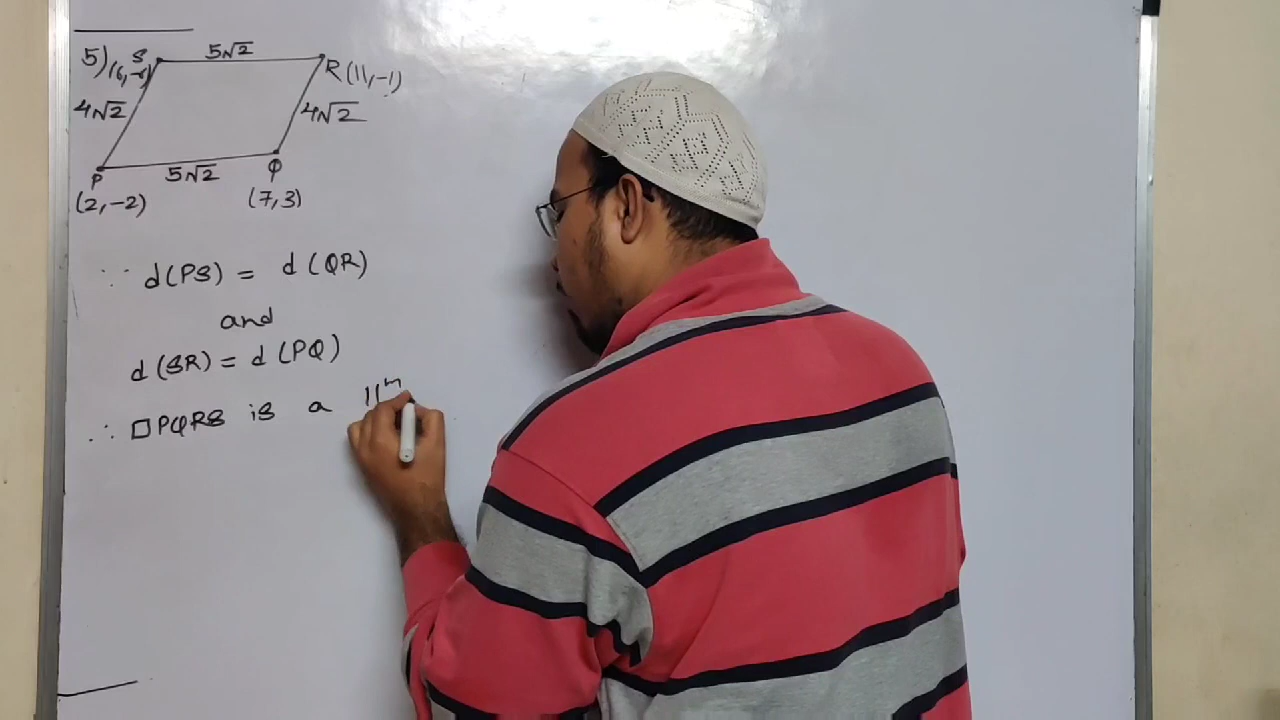 5) S 5√2 R (11,-1)
(6,-6)
4√2 4√2
P 5√2 Q
(2,-2) (7,3)
∵ d(PS) = d(QR)
and
d(SR) = d(PQ)
∴ □PQRS is a ||m